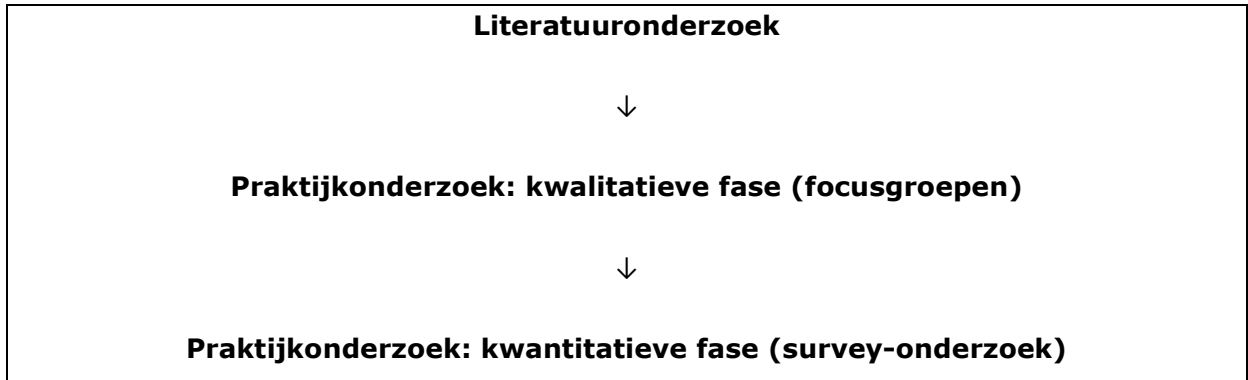 Literatuuronderzoek
↓
Praktijkonderzoek: kwalitatieve fase (focusgroepen)
↓
Praktijkonderzoek: kwantitatieve fase (survey-onderzoek)